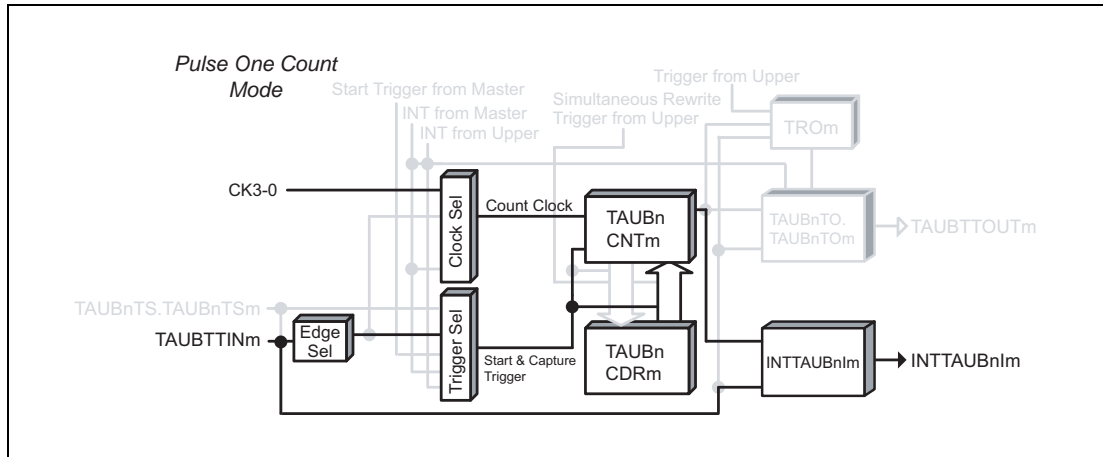 Pulse One Count
Mode
Trigger from Upper
Start Trigger from Master
Simultaneous Rewrite
Trigger from Upper
INT from Master
INT from Upper
TROm
CK3-0
Clock Sel
Count Clock
TAUBn
CNTm
TAUBnTO.
TAUBnTOm
TAUBTTOUTm
TAUBnTS.TAUBnTSm
TAUBTTINm
Edge
Sel
Trigger Sel
Start & Capture
Trigger
TAUBn
CDRm
INTTAUBnIm
INTTAUBnIm